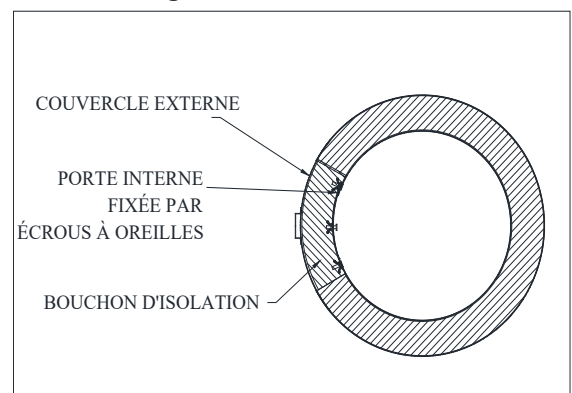 COUVERCLE EXTERNE
PORTE INTERNE
FIXÉE PAR
ÉCROUS À OREILLES
BOUCHON D'ISOLATION